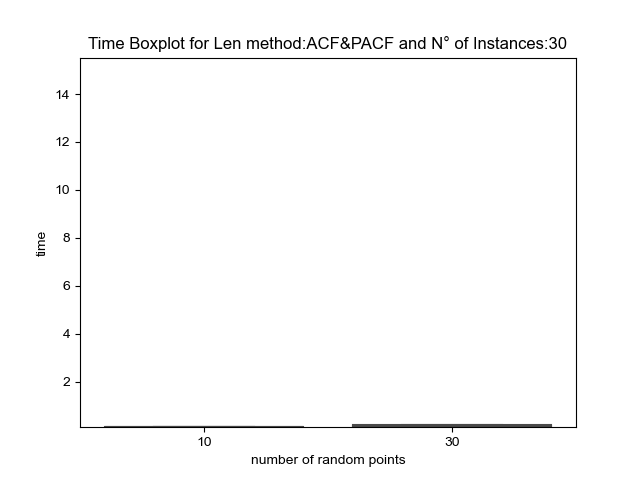 Time Boxplot for Len method:ACF&PACF and N° of Instances:30
14
12
10
8
6
4
2
time
10 30
number of random points